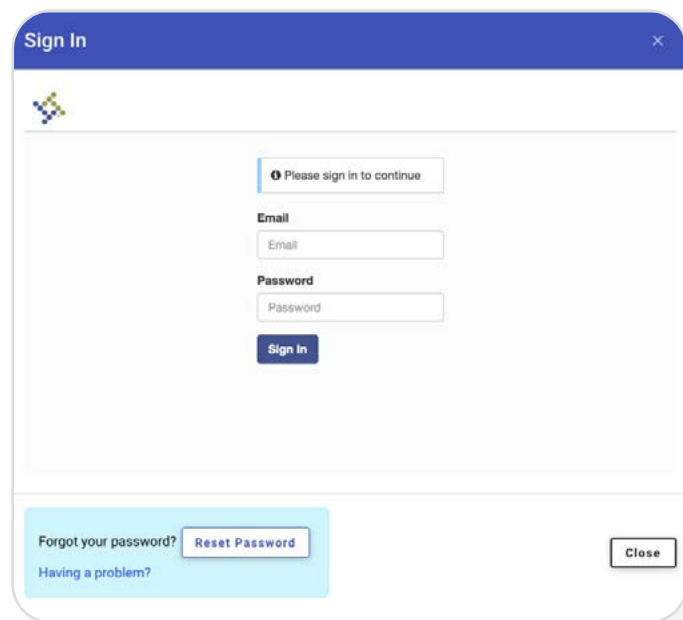 Sign In
Please sign in to continue
Email
Email
Password
Password
Sign In
Forgot your password? Reset Password
Having a problem?
Close